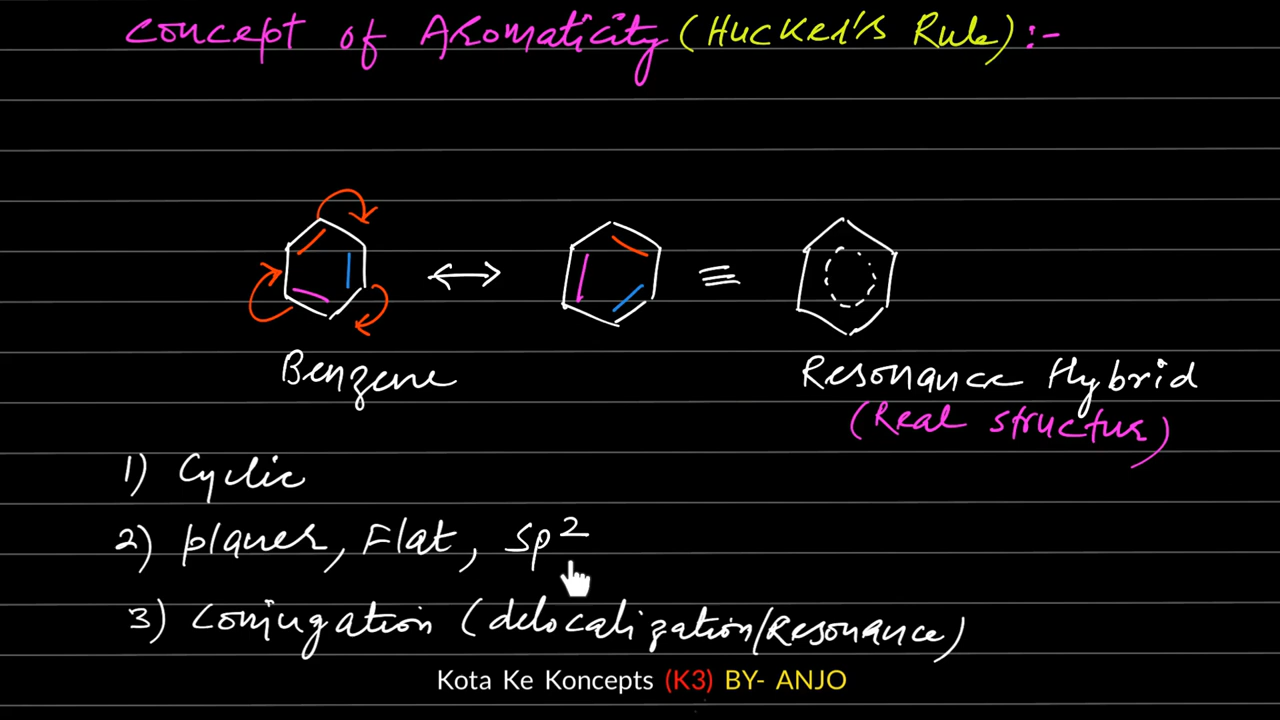 Concept of Aromaticity (Huckel's Rule) :-
Benzene
Resonance Hybrid
(Real structure)
1) Cyclic
2) planer, Flat, sp²
3) Conjugation (delocalization/Resonance)
Kota Ke Koncepts (K3) BY- ANJO